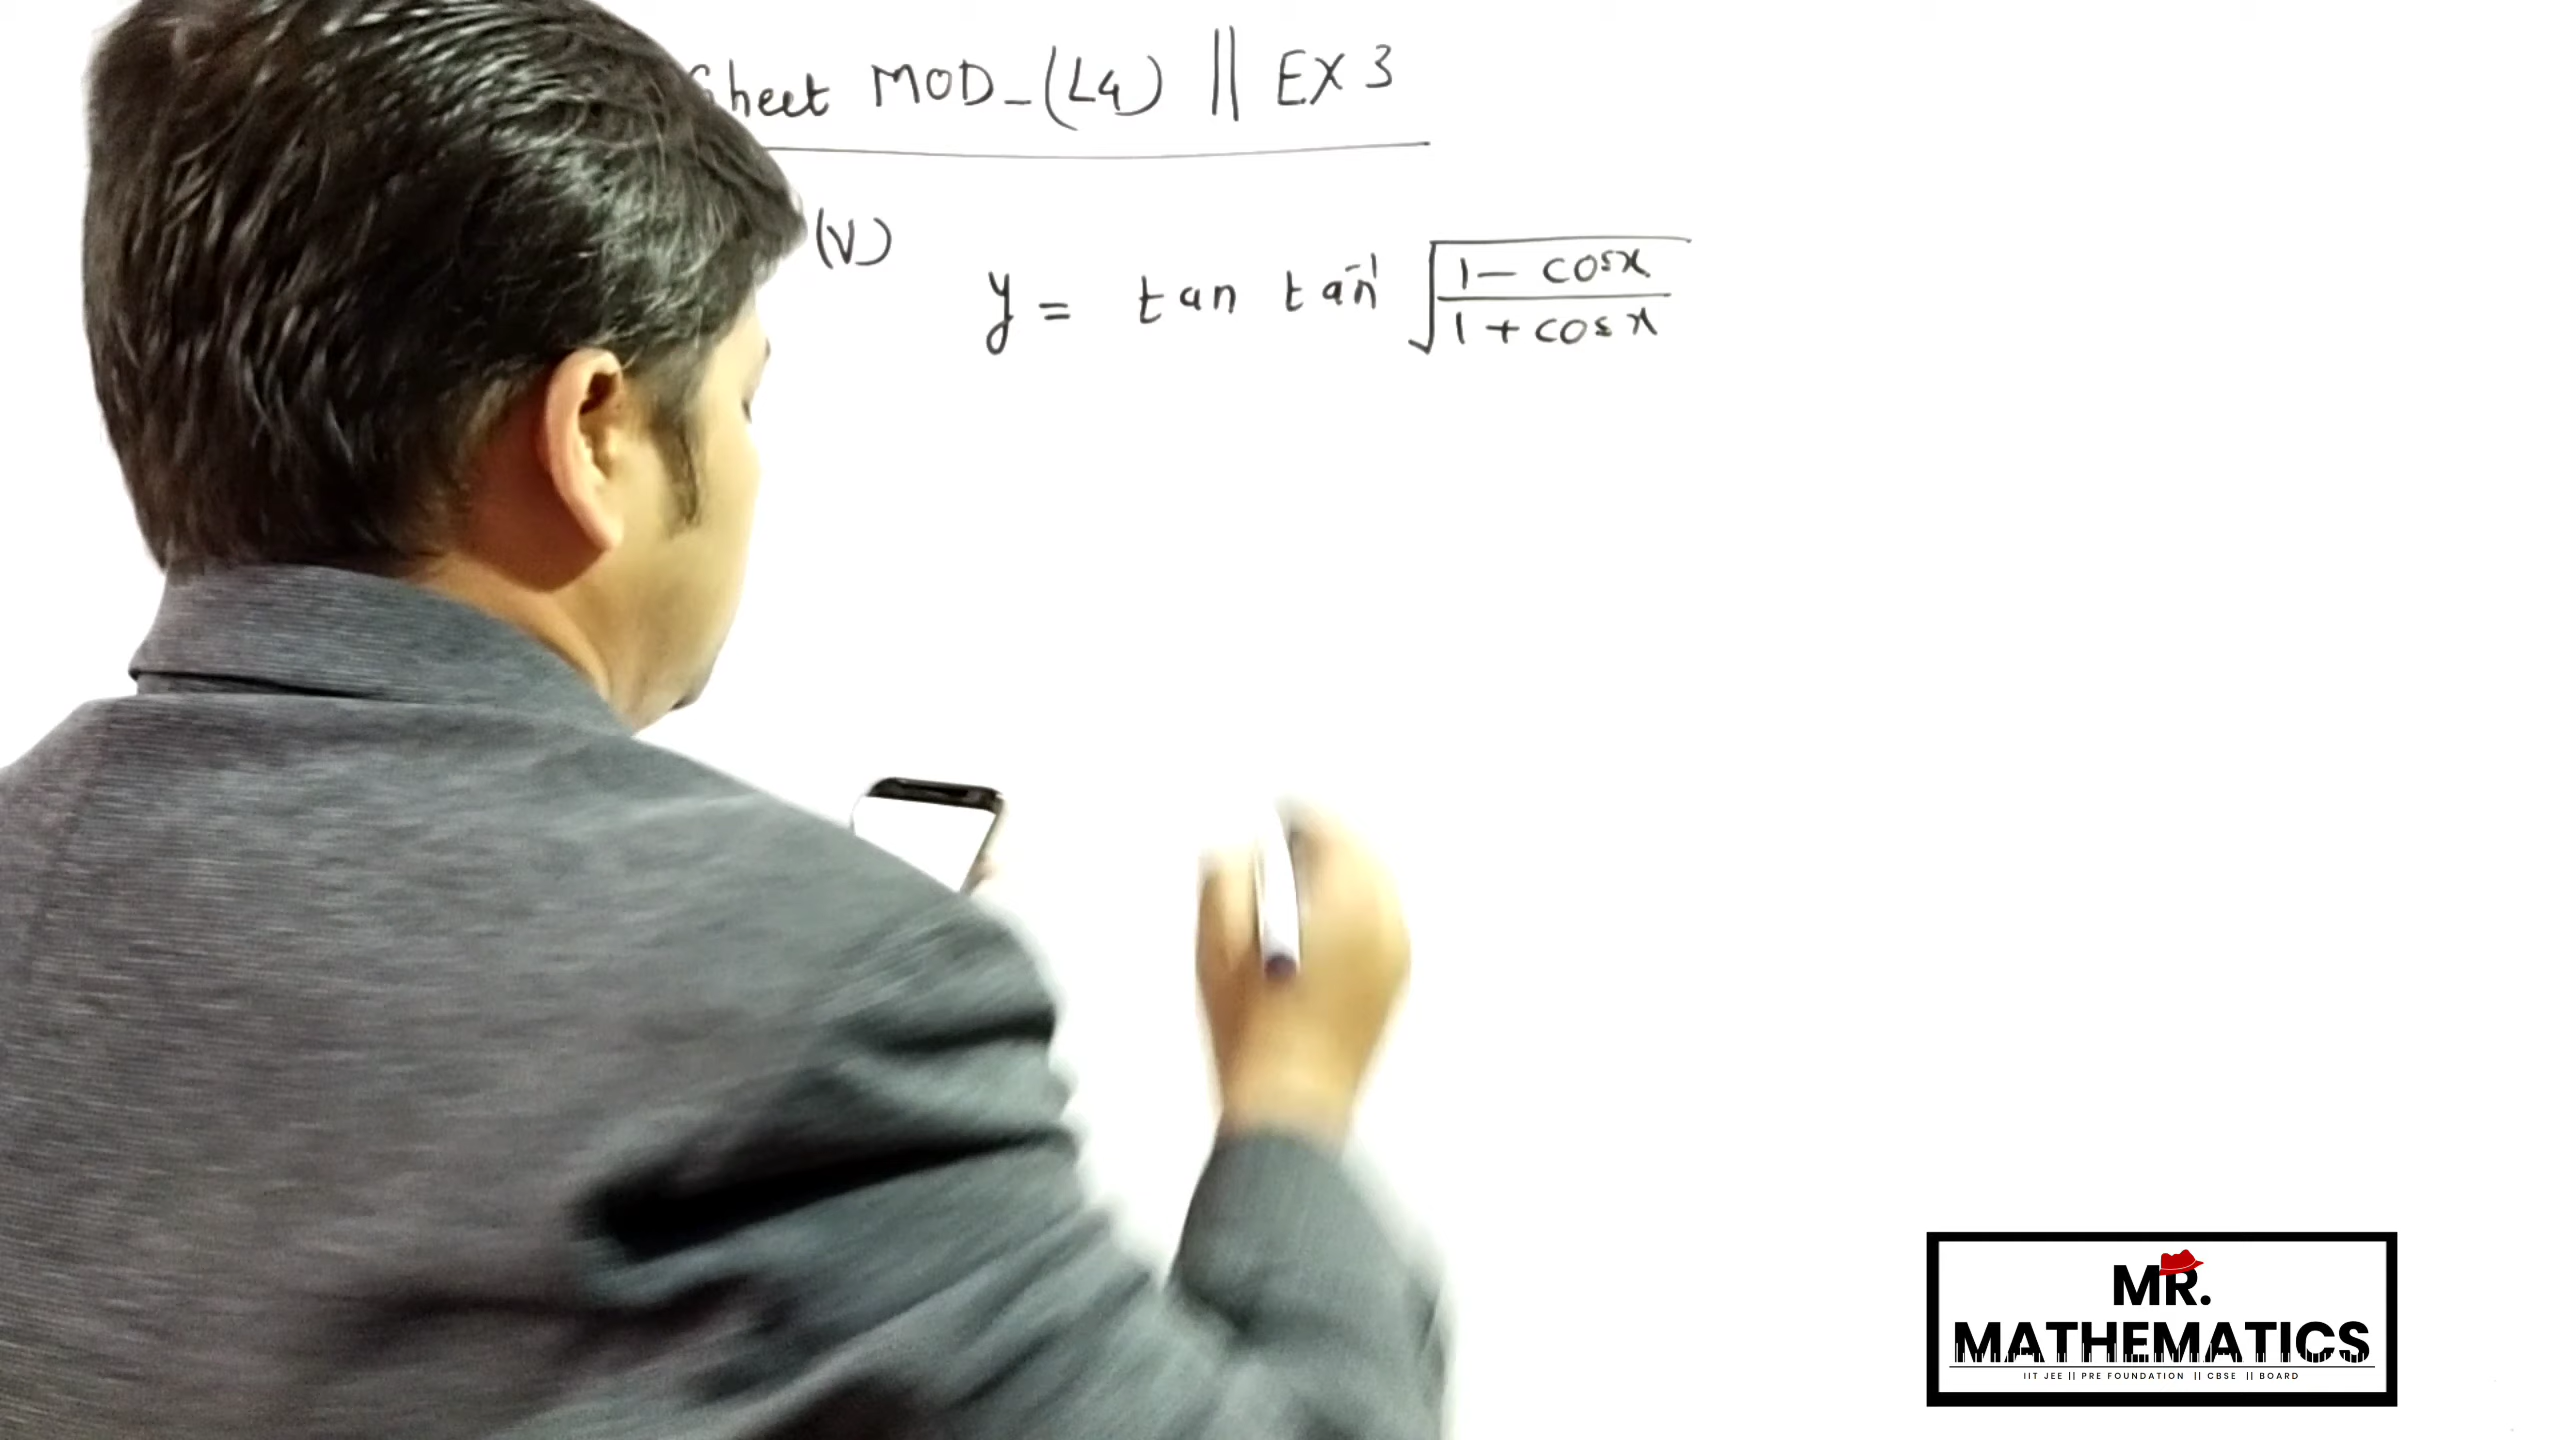 Sheet MOD-(L4) || EX 3
(V)
y = tan tan⁻¹ √((1 - cosx)/(1 + cosx))
MR.
MATHEMATICS
IIT JEE || PRE FOUNDATION || CBSE || BOARD